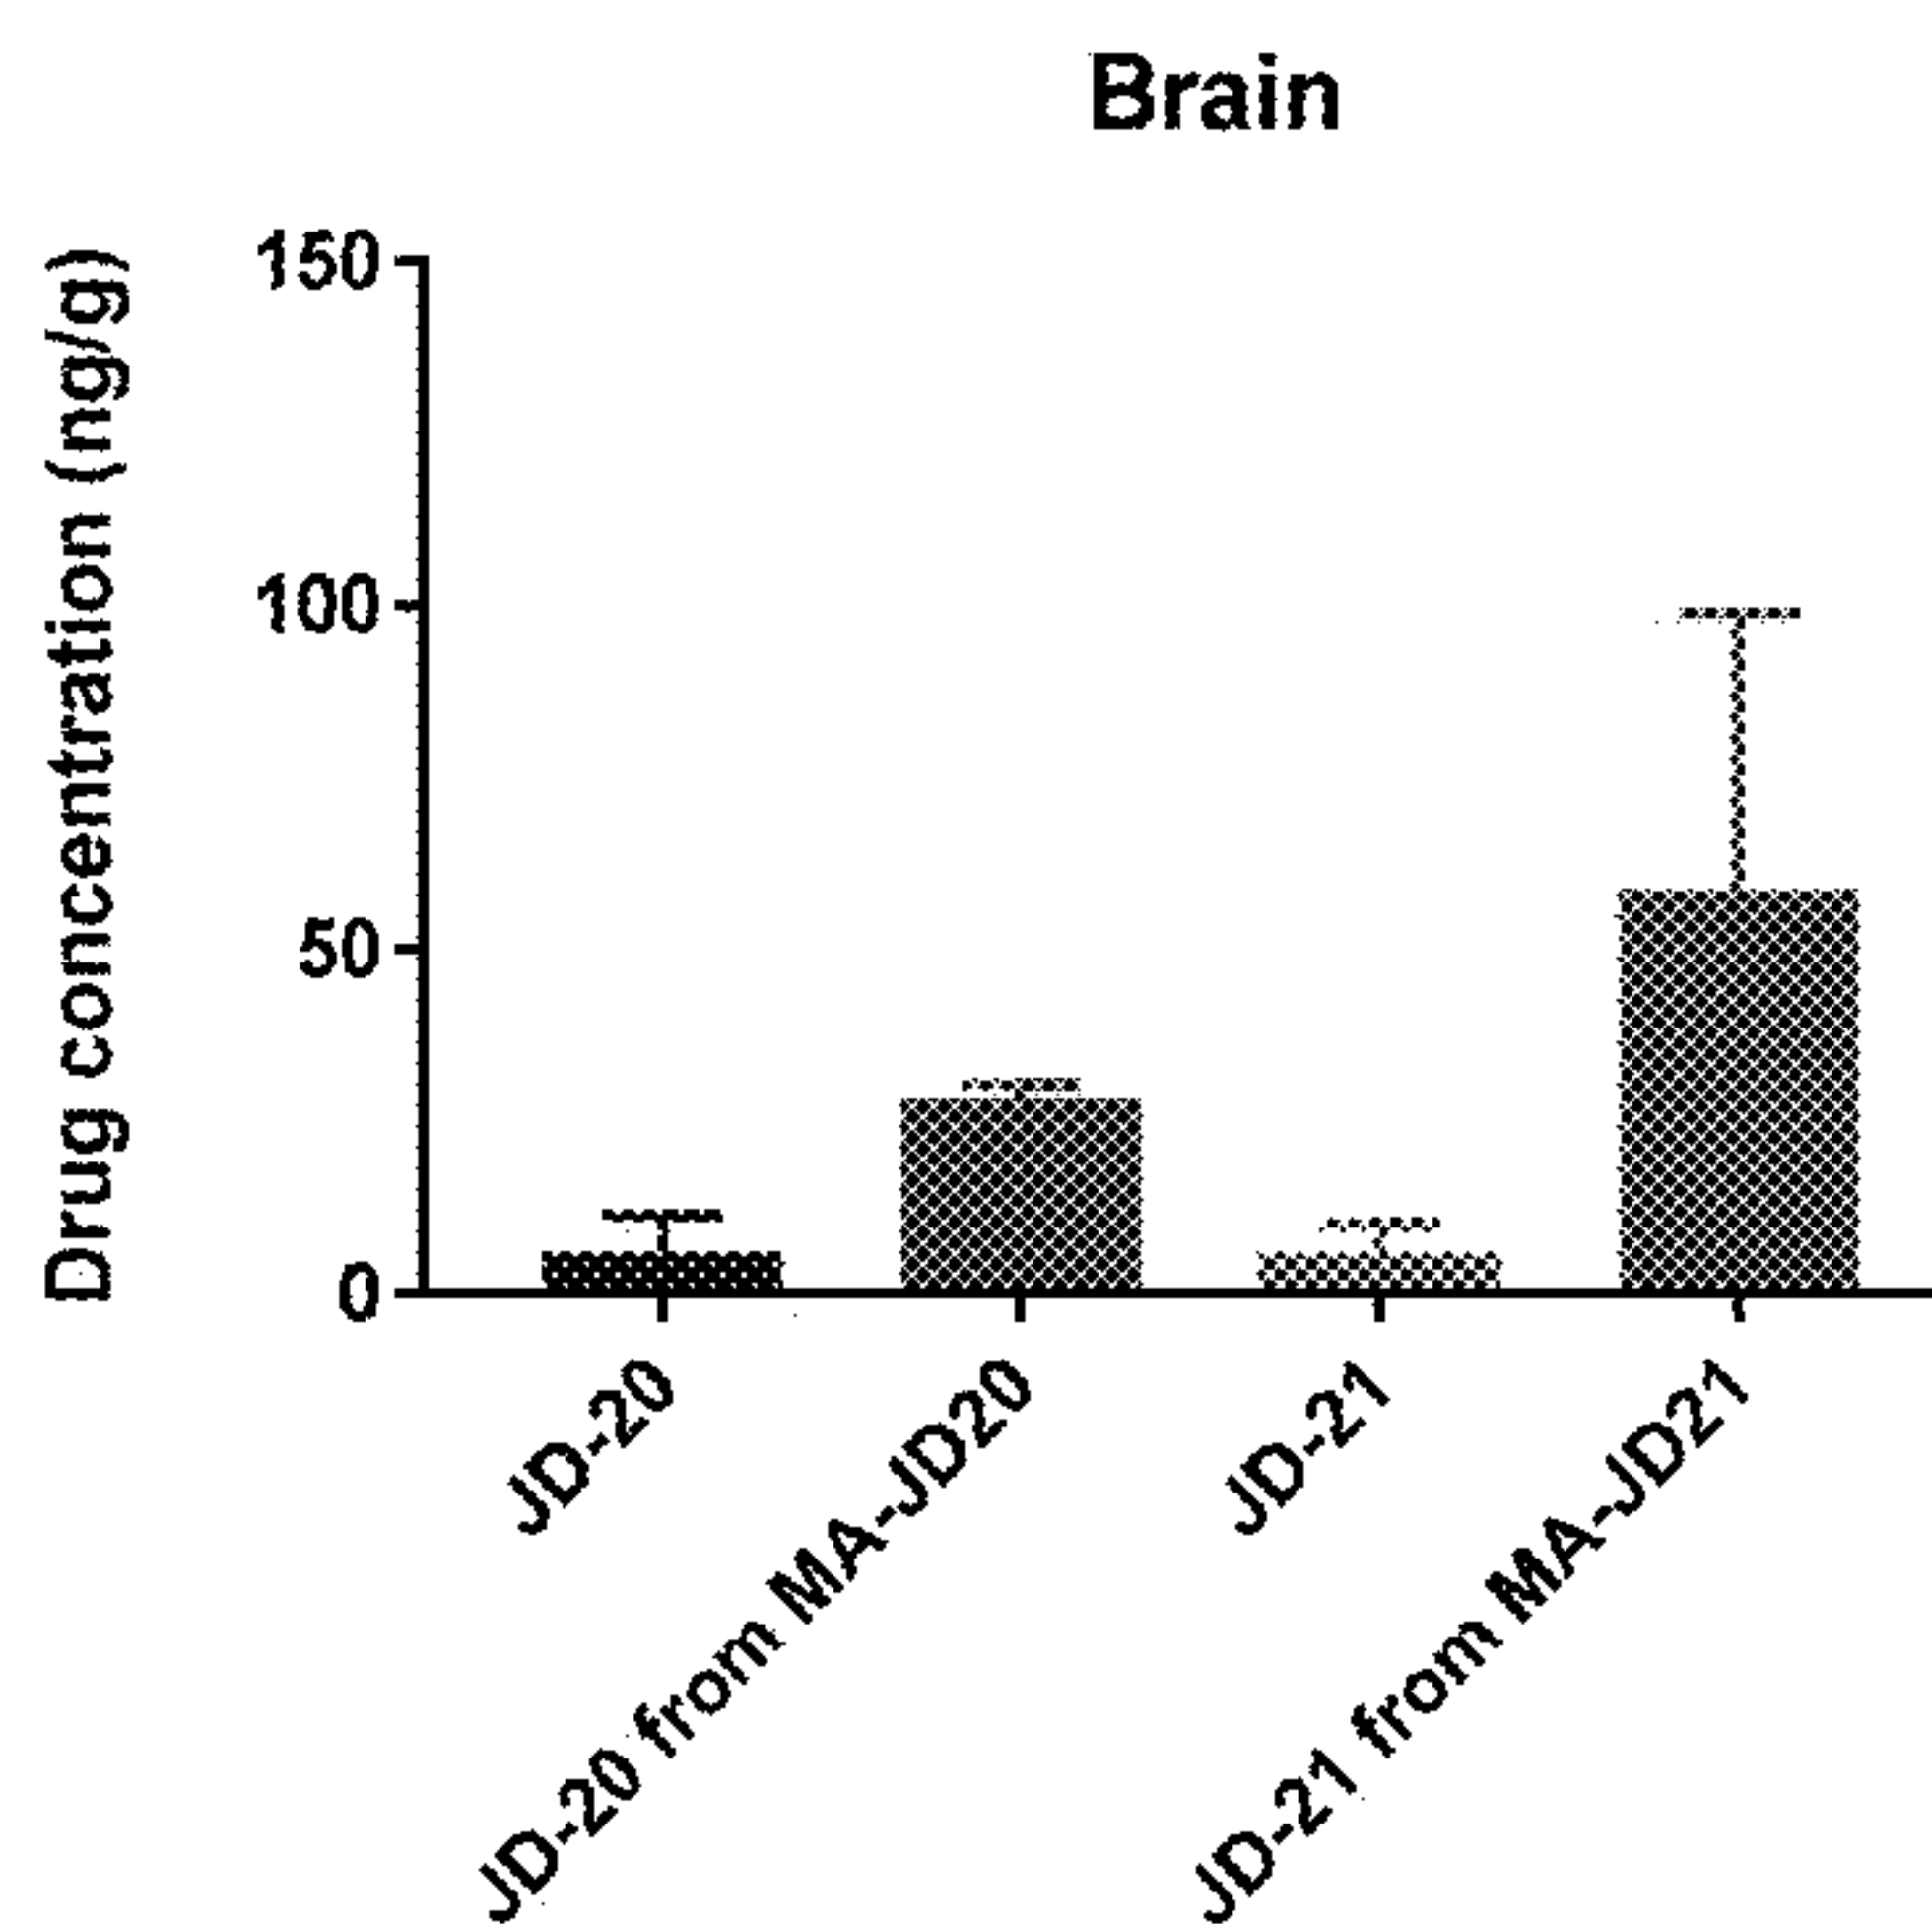 Brain
Drug concentration (ng/g)
150
100
50
0
JD-20
JD-20 from MA-JD20
JD-21
JD-21 from MA-JD21